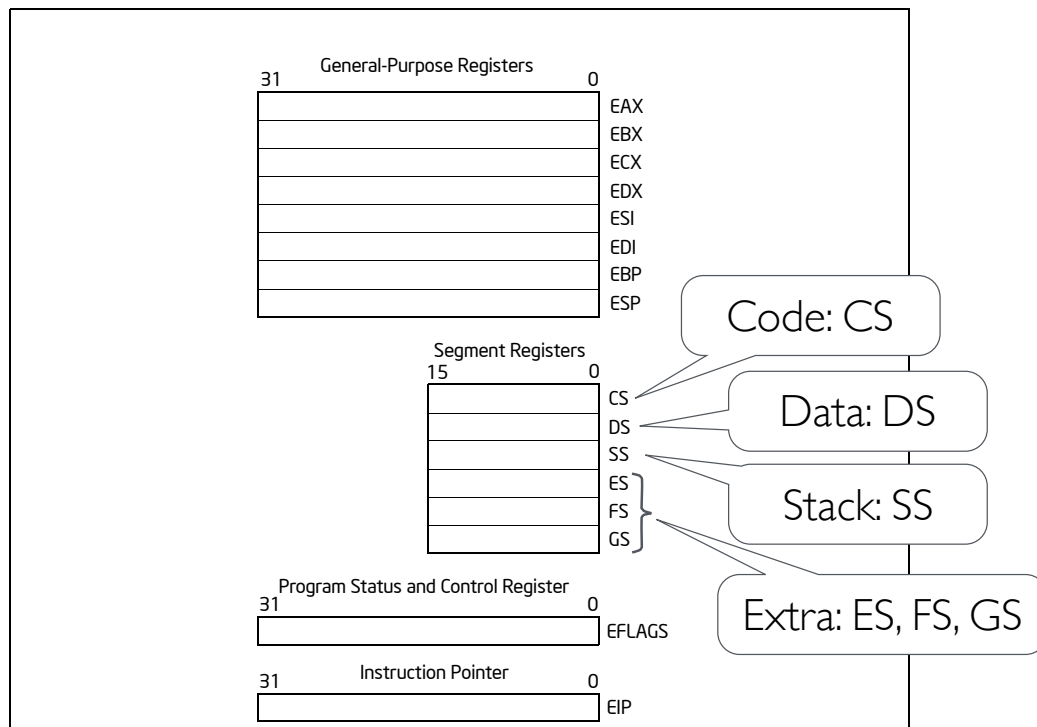 General-Purpose Registers
31 0
EAX
EBX
ECX
EDX
ESI
EDI
EBP
ESP
Segment Registers
15 0
CS
DS
SS
ES
FS
GS
Code: CS
Data: DS
Stack: SS
Extra: ES, FS, GS
Program Status and Control Register
31 0
EFLAGS
Instruction Pointer
31 0
EIP